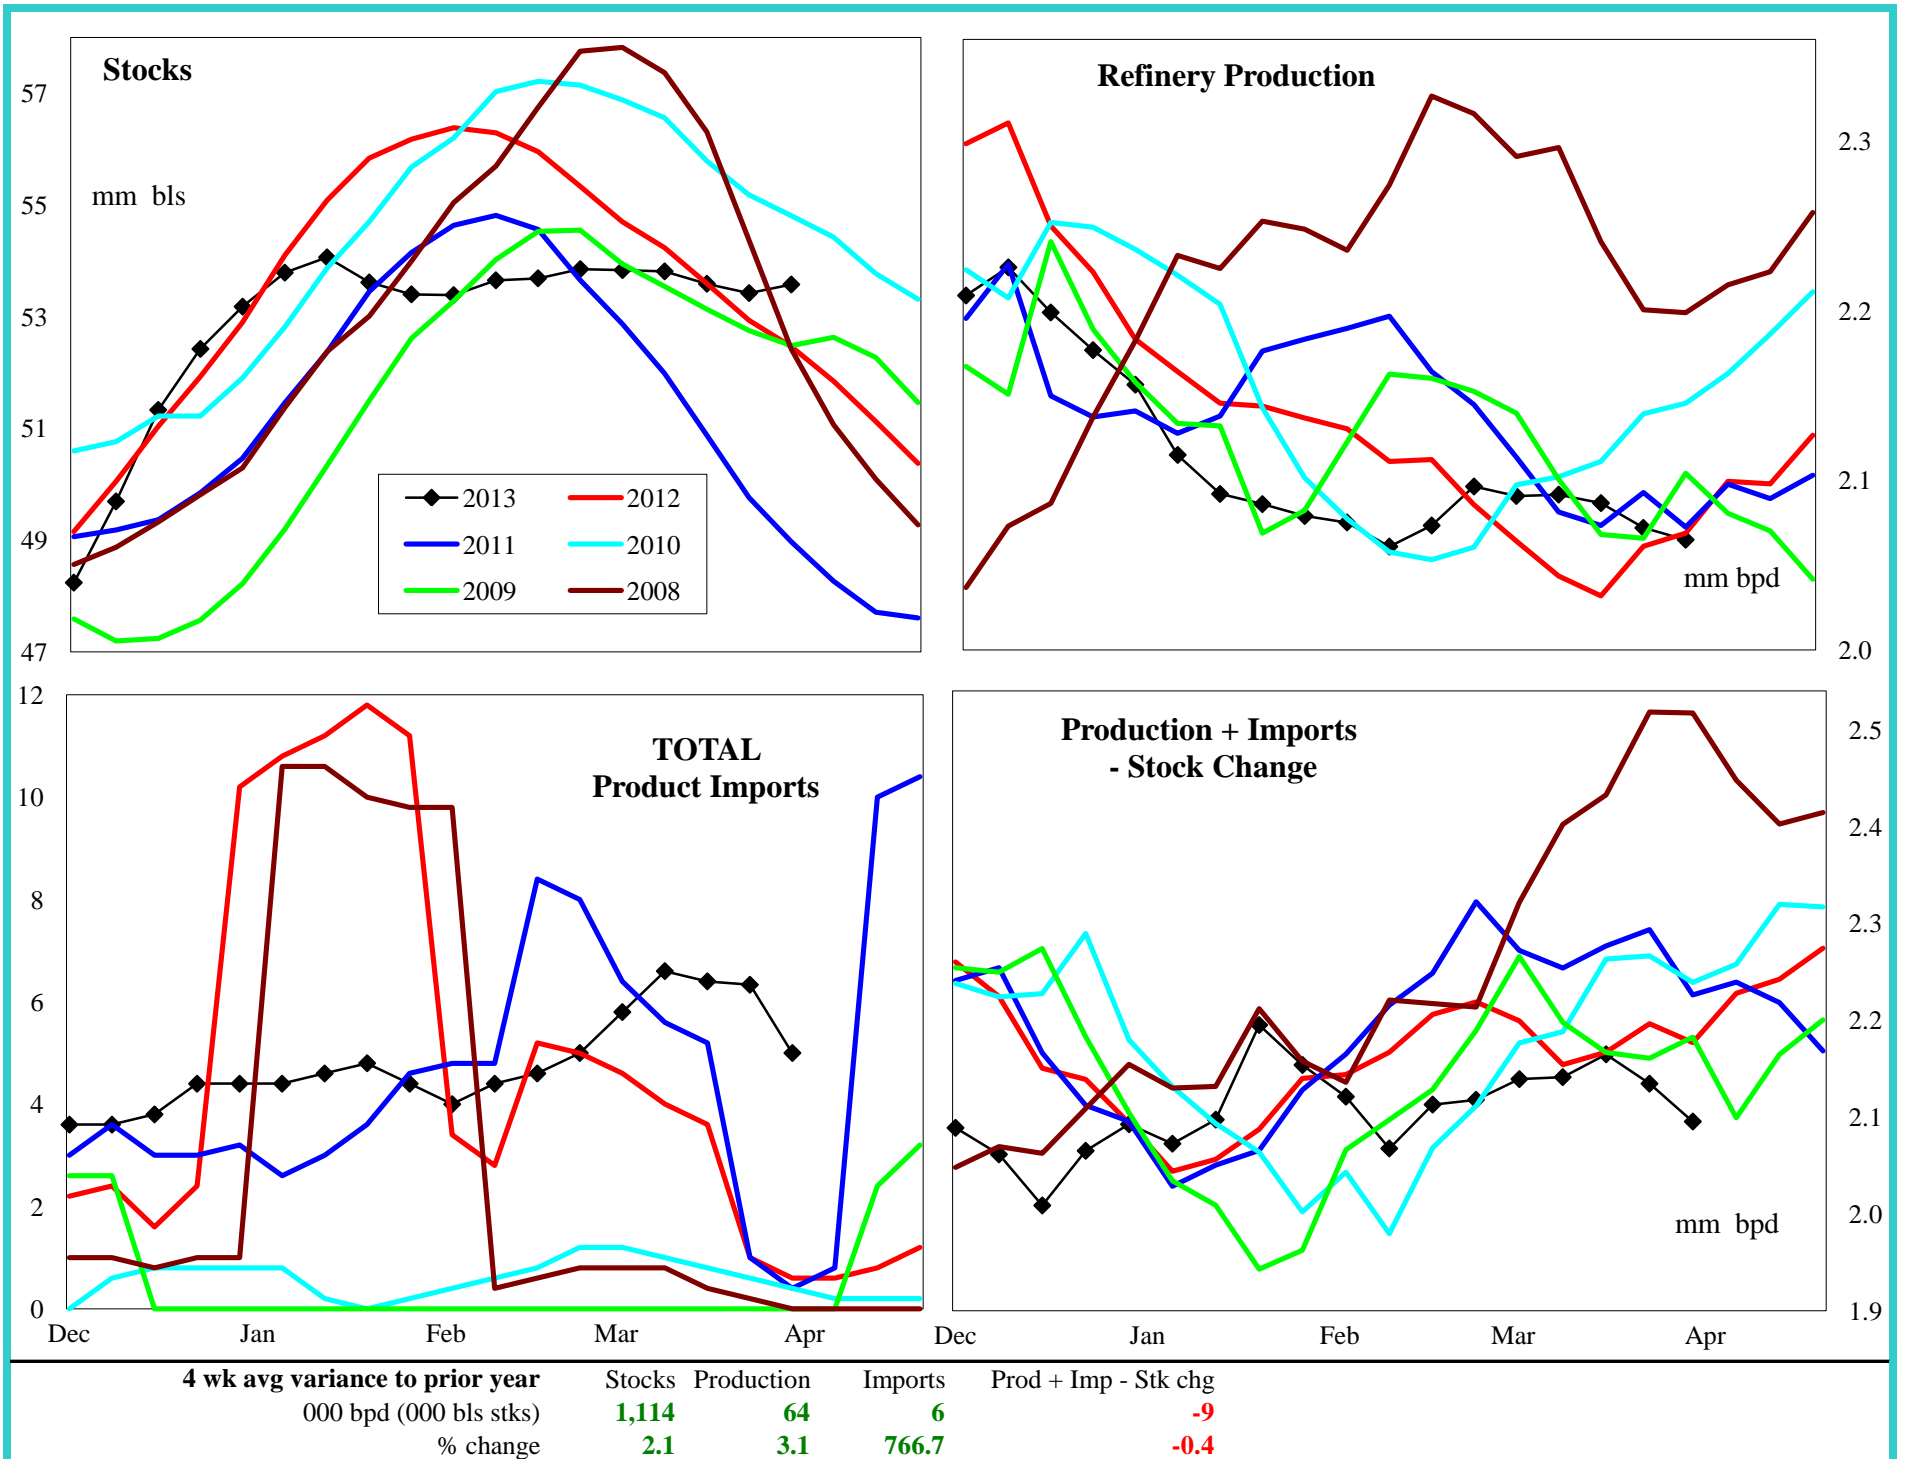 Stocks
mm bls
57
55
53
51
49
47
2013 2012
2011 2010
2009 2008
Refinery Production
2.3
2.2
2.1
2.0
mm bpd
TOTAL
Product Imports
12
10
8
6
4
2
0
Dec Jan Feb Mar Apr
Production + Imports
- Stock Change
2.5
2.4
2.3
2.2
2.1
2.0
1.9
mm bpd
Dec Jan Feb Mar Apr
4 wk avg variance to prior year Stocks Production Imports Prod + Imp - Stk chg
000 bpd (000 bls stks) 1,114 64 6 -9
% change 2.1 3.1 766.7 -0.4